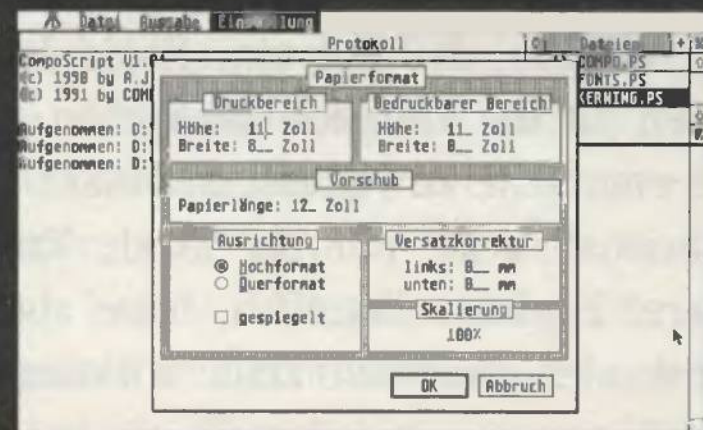 Datei Ausgabe Einstellung
Protokoll
Dateien
CompoScript V1.
(c) 1990 by A.J
(c) 1991 by COM
COMPO.PS
FONTS.PS
KERNING.PS
Aufgenommen: D:\
Aufgenommen: D:\
Aufgenommen: D:\
Papierformat
Druckbereich
Höhe: 11_ Zoll
Breite: 8__ Zoll
Bedruckbarer Bereich
Höhe: 11_ Zoll
Breite: 8__ Zoll
Vorschub
Papierlänge: 12_ Zoll
Ausrichtung
Hochformat
Querformat
gespiegelt
Versatzkorrektur
links: 0__ mm
unten: 0__ mm
Skalierung
100%
OK
Abbruch